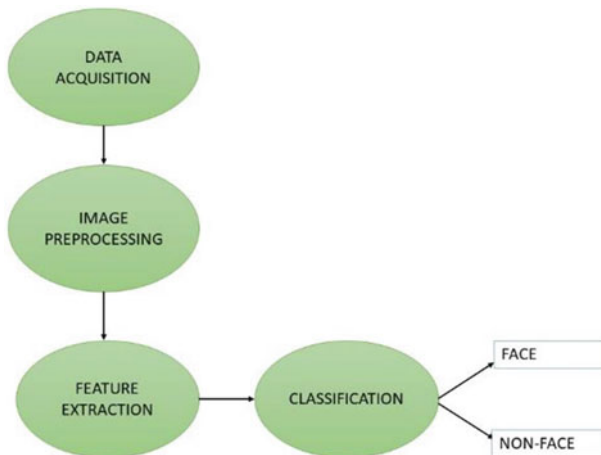 DATA
ACQUISITION
IMAGE
PREPROCESSING
FEATURE
EXTRACTION
CLASSIFICATION
FACE
NON-FACE